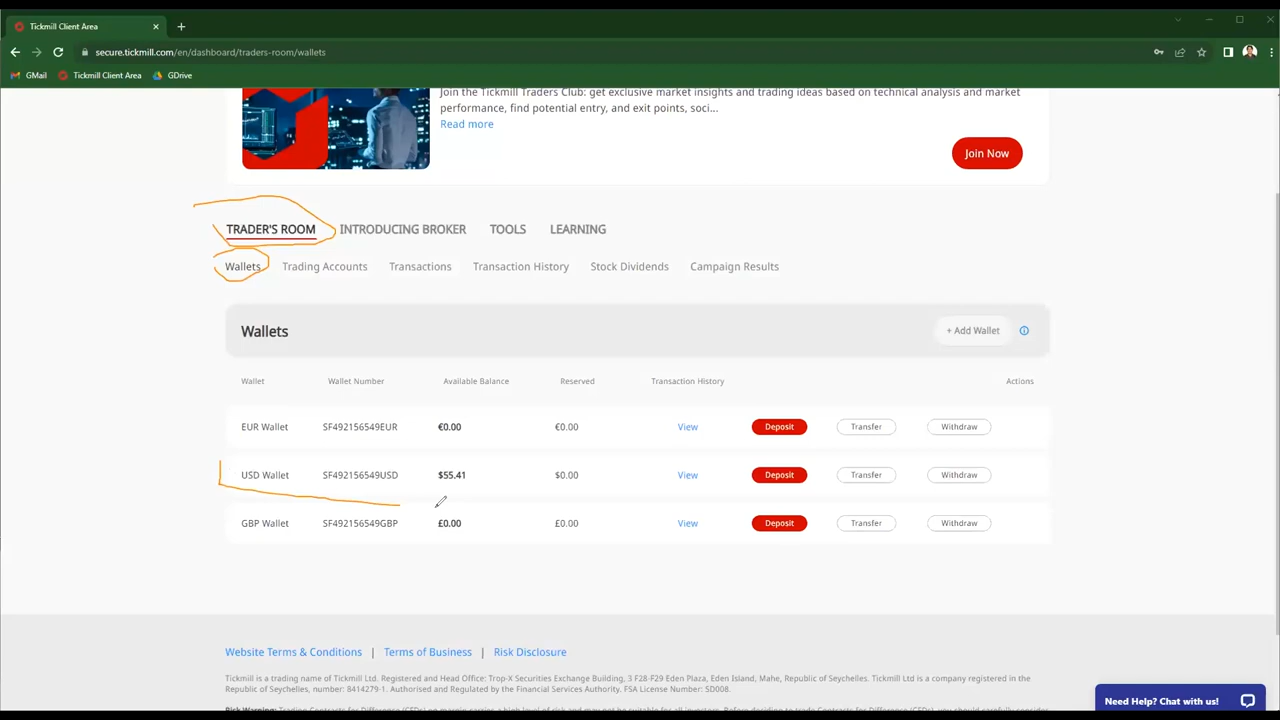 Tickmill Client Area
secure.tickmill.com/en/dashboard/traders-room/wallets
GMail Tickmill Client Area GDrive
Join the Tickmill Traders Club: get exclusive market insights and trading ideas based on technical analysis and market
performance, find potential entry, and exit points, soci...
Read more
Join Now
TRADER'S ROOM INTRODUCING BROKER TOOLS LEARNING
Wallets Trading Accounts Transactions Transaction History Stock Dividends Campaign Results
Wallets + Add Wallet
Wallet Wallet Number Available Balance Reserved Transaction History Actions
EUR Wallet SF492156549EUR €0.00 €0.00 View Deposit Transfer Withdraw
USD Wallet SF492156549USD $55.41 $0.00 View Deposit Transfer Withdraw
GBP Wallet SF492156549GBP £0.00 £0.00 View Deposit Transfer Withdraw
Website Terms & Conditions | Terms of Business | Risk Disclosure
Tickmill is a trading name of Tickmill Ltd. Registered and Head Office: Trop-X Securities Exchange Building, 3 F28-F29 Eden Plaza, Eden Island, Mahe, Republic of Seychelles. Tickmill Ltd is a company registered in the
Republic of Seychelles, number: 8414279-1. Authorised and Regulated by the Financial Services Authority. FSA License Number: SD008.
Need Help? Chat with us!